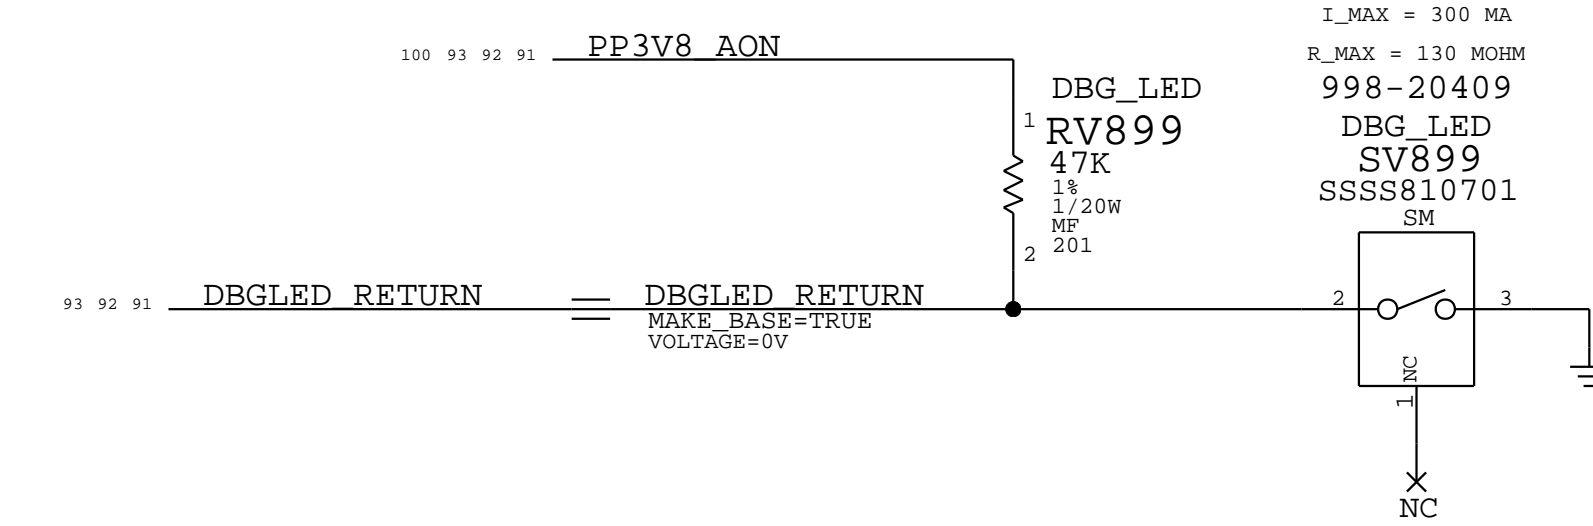 I_MAX = 300 MA
R_MAX = 130 MOHM
998-20409
DBG_LED
SV899
SSSS810701
SM
100 93 92 91
PP3V8_AON
DBG_LED
1
RV899
47K
1%
1/20W
MF
201
2
93 92 91
DBGLED_RETURN
DBGLED_RETURN
MAKE_BASE=TRUE
VOLTAGE=0V
2
3
NC
1
NC